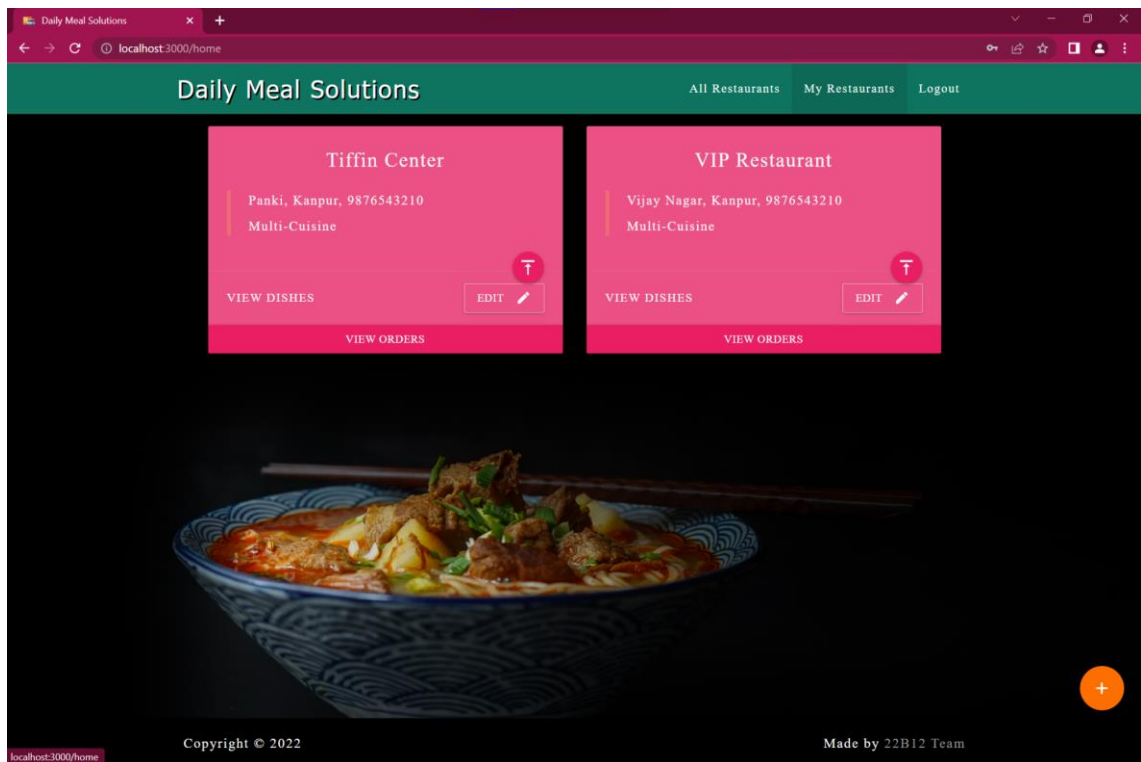 Daily Meal Solutions
localhost:3000/home
Daily Meal Solutions
All Restaurants My Restaurants Logout
Tiffin Center
Panki, Kanpur, 9876543210
Multi-Cuisine
VIEW DISHES
EDIT
VIEW ORDERS
VIP Restaurant
Vijay Nagar, Kanpur, 9876543210
Multi-Cuisine
VIEW DISHES
EDIT
VIEW ORDERS
Copyright © 2022
Made by 22B12 Team
localhost:3000/home